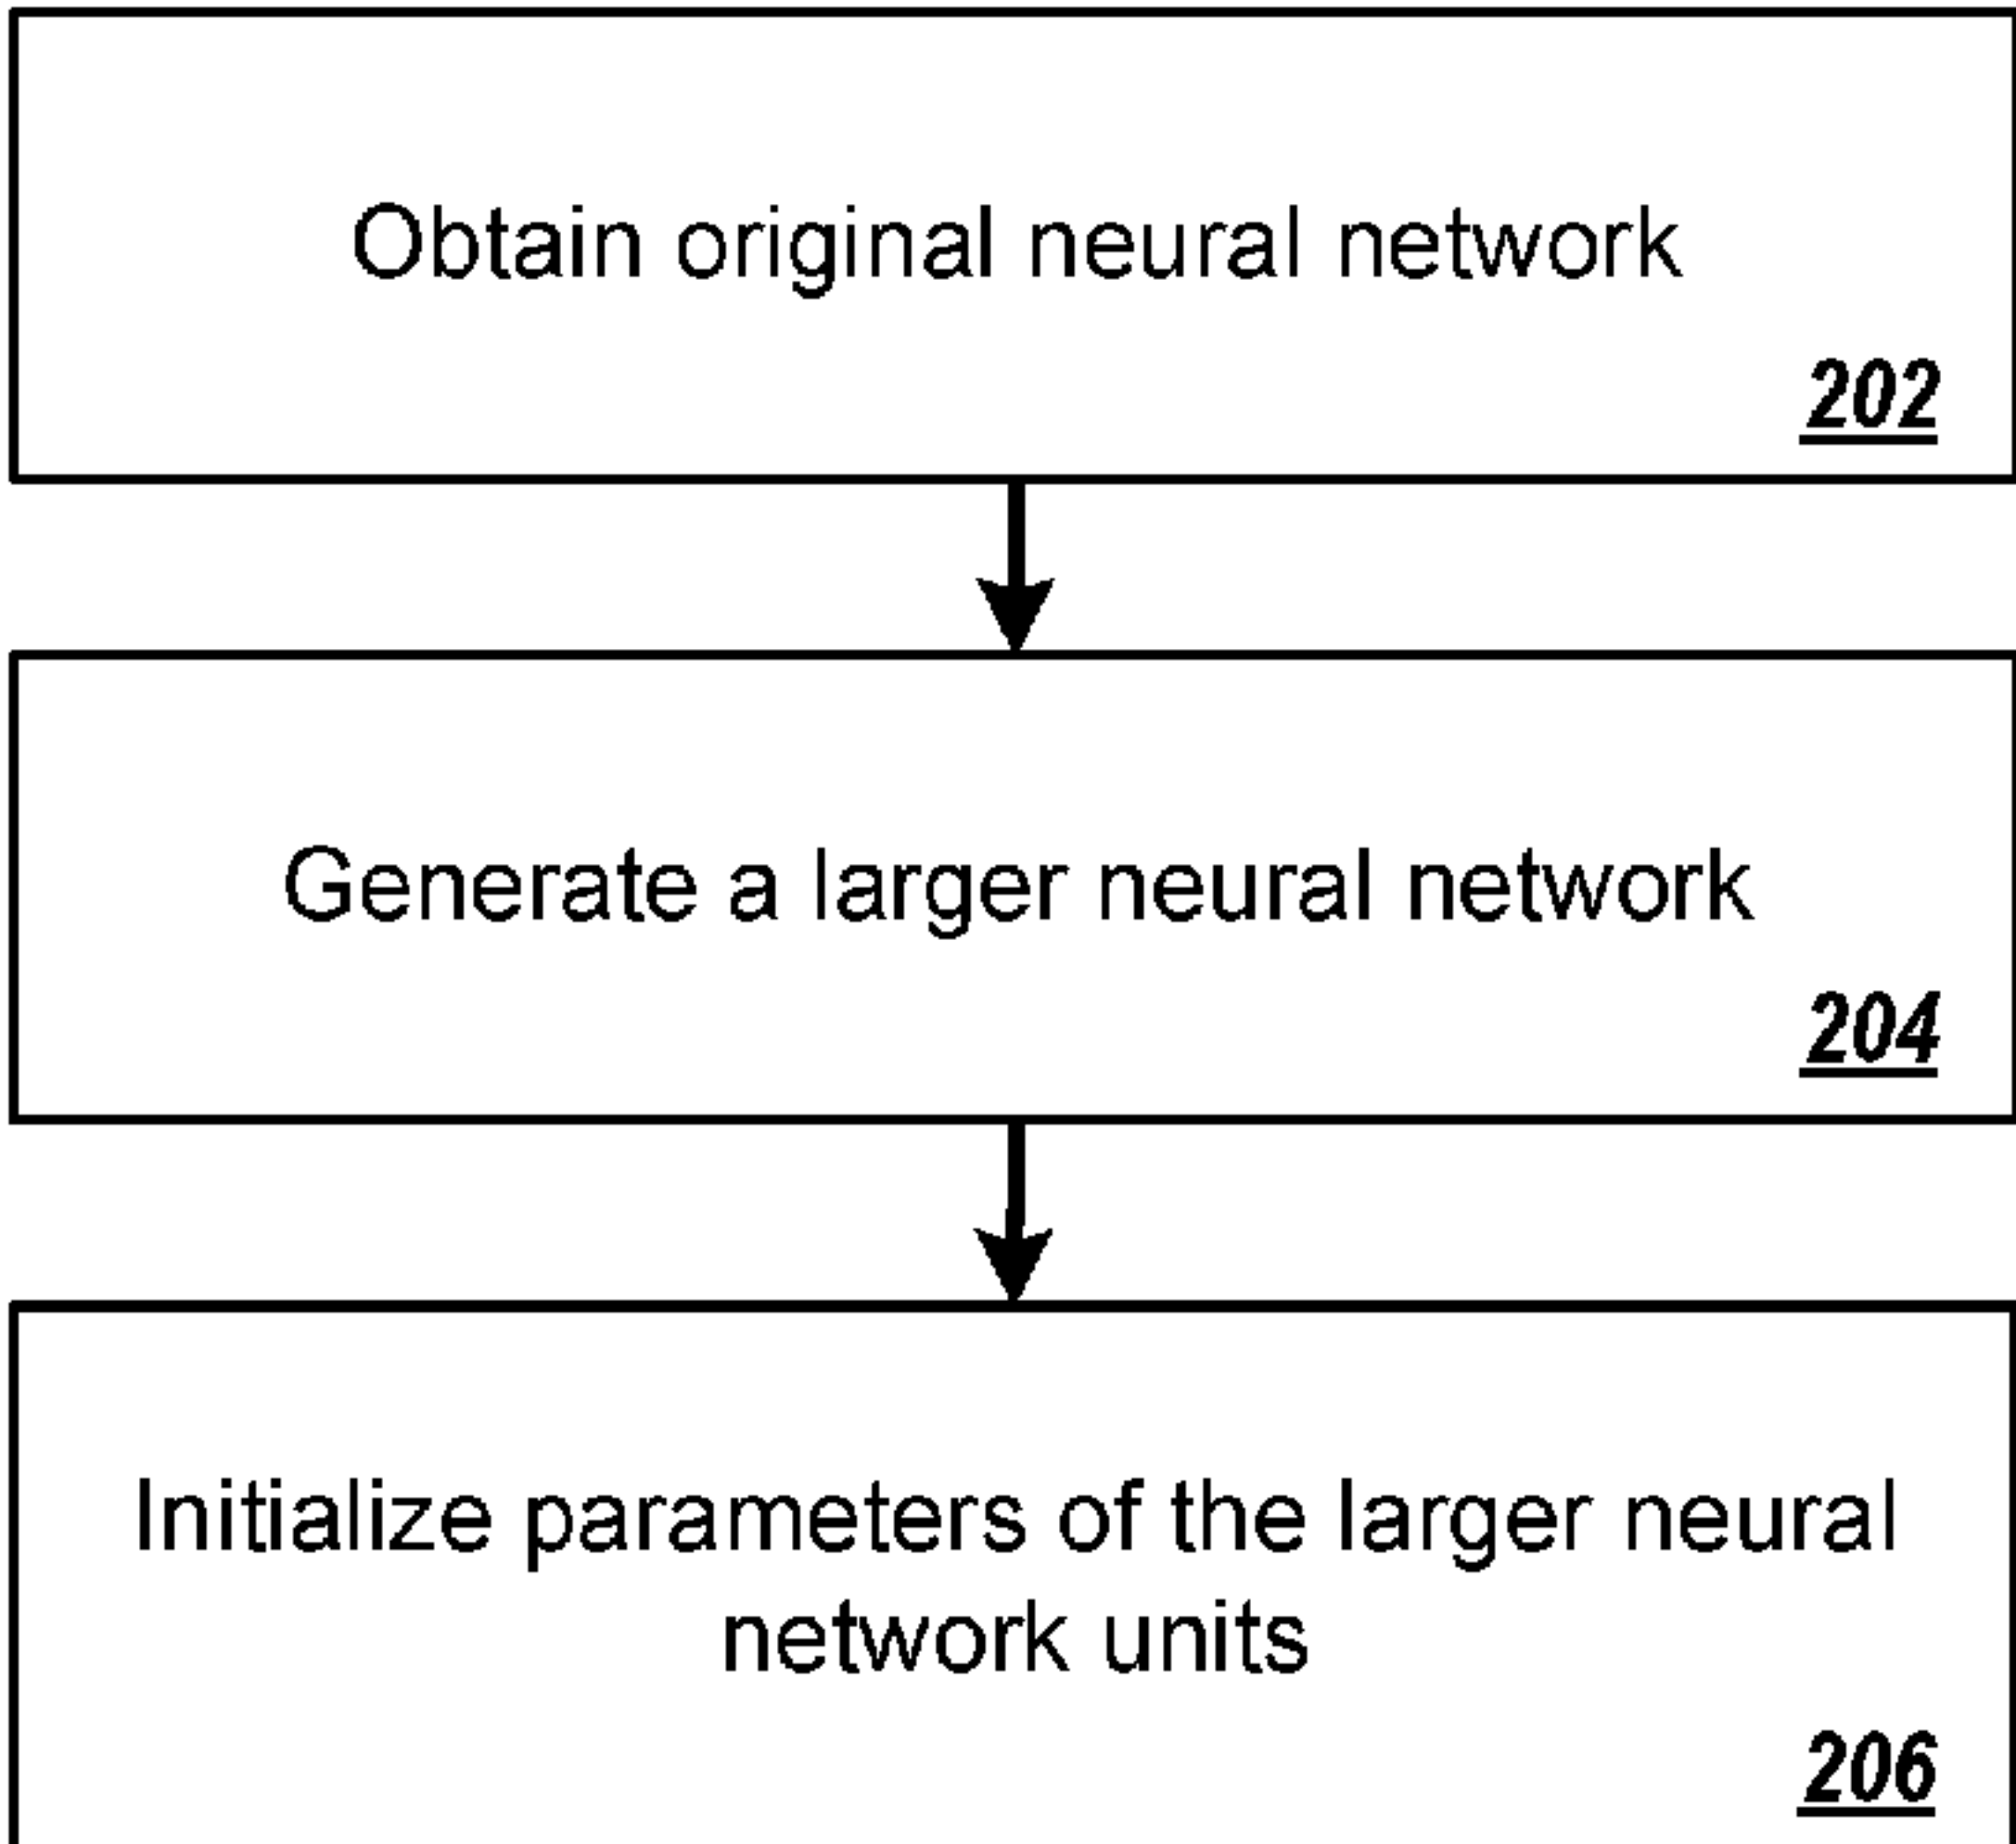 Obtain original neural network
202
Generate a larger neural network
204
Initialize parameters of the larger neural
network units
206